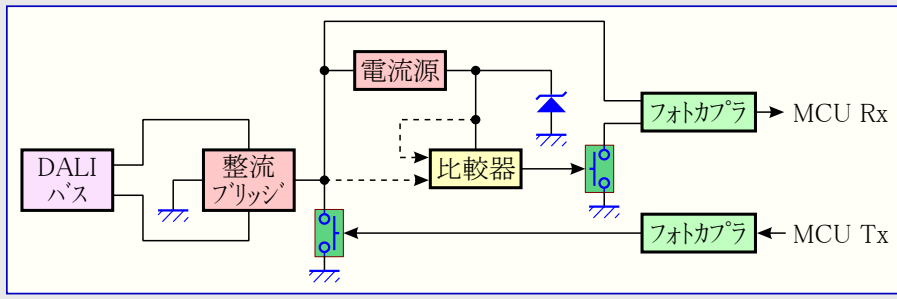 電流源
フォトカプラ
MCU Rx
DALI
バス
整流
ブリッジ
比較器
フォトカプラ
MCU Tx